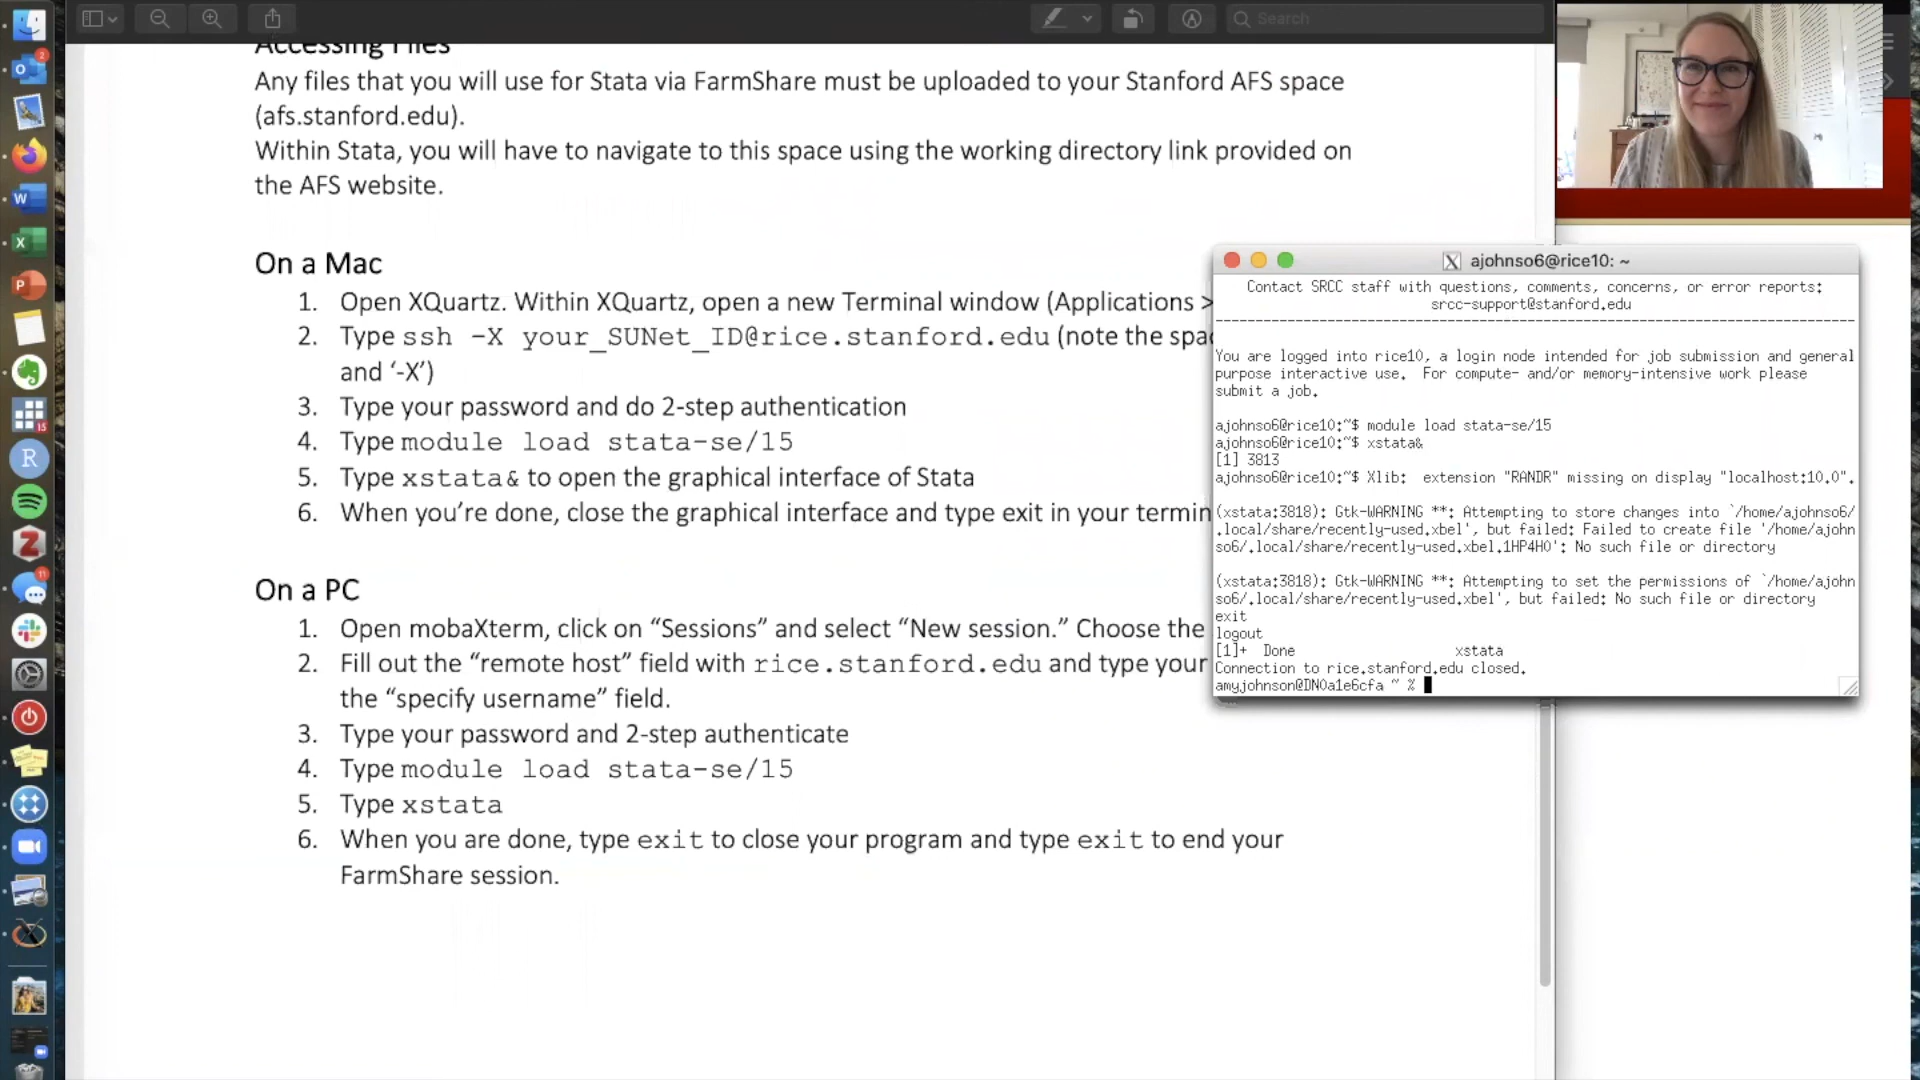 Search
Accessing Files
Any files that you will use for Stata via FarmShare must be uploaded to your Stanford AFS space
(afs.stanford.edu).
Within Stata, you will have to navigate to this space using the working directory link provided on
the AFS website.
On a Mac
1. Open XQuartz. Within XQuartz, open a new Terminal window (Applications >
2. Type ssh -X your_SUNet_ID@rice.stanford.edu (note the spa
and ‘-X’)
3. Type your password and do 2-step authentication
4. Type module load stata-se/15
5. Type xstata& to open the graphical interface of Stata
6. When you’re done, close the graphical interface and type exit in your termin
On a PC
1. Open mobaXterm, click on “Sessions” and select “New session.” Choose the
2. Fill out the “remote host” field with rice.stanford.edu and type your
the “specify username” field.
3. Type your password and 2-step authenticate
4. Type module load stata-se/15
5. Type xstata
6. When you are done, type exit to close your program and type exit to end your
FarmShare session.
ajohnso6@rice10: ~
Contact SRCC staff with questions, comments, concerns, or error reports:
srcc-support@stanford.edu
--------------------------------------------------------------------------------
You are logged into rice10, a login node intended for job submission and general
purpose interactive use. For compute- and/or memory-intensive work please
submit a job.
ajohnso6@rice10:~$ module load stata-se/15
ajohnso6@rice10:~$ xstata&
[1] 3813
ajohnso6@rice10:~$ Xlib: extension "RANDR" missing on display "localhost:10.0".
(xstata:3818): Gtk-WARNING **: Attempting to store changes into `/home/ajohnso6/
.local/share/recently-used.xbel', but failed: Failed to create file '/home/ajohn
so6/.local/share/recently-used.xbel.1HP4H0': No such file or directory
(xstata:3818): Gtk-WARNING **: Attempting to set the permissions of `/home/ajohn
so6/.local/share/recently-used.xbel', but failed: No such file or directory
exit
logout
[1]+ Done xstata
Connection to rice.stanford.edu closed.
amyjohnson@DN0a1e6cfa ~ %
2
W
X
P
15
R
Z
11